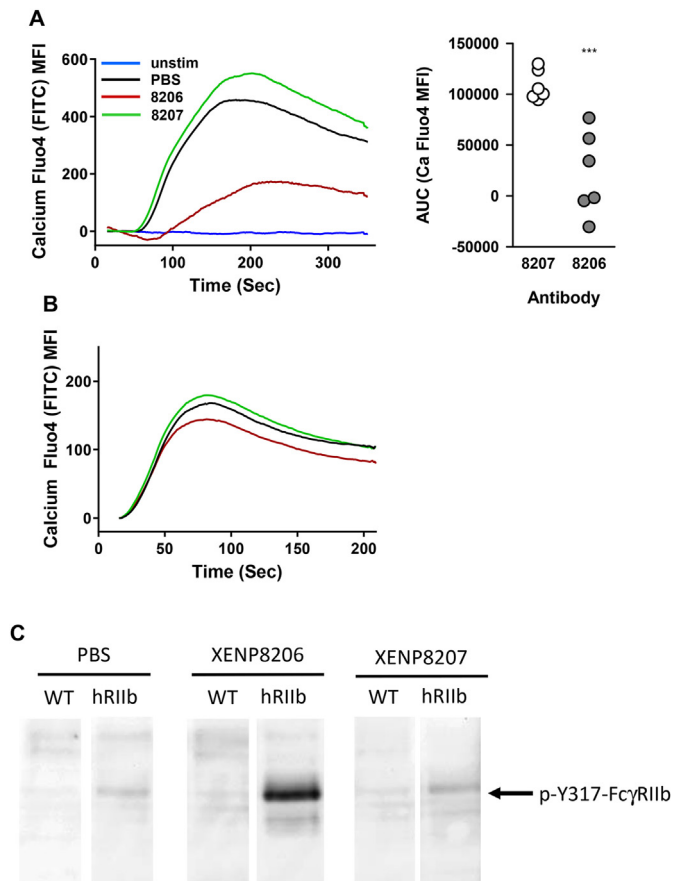 A
Calcium Fluo4 (FITC) MFI
600
400
200
0
unstim
PBS
8206
8207
0
100
200
300
Time (Sec)
AUC (Ca Fluo4 MFI)
150000
100000
50000
0
-50000
***
8207 8206
Antibody
B
Calcium Fluo4 (FITC) MFI
200
100
0
0
50
100
150
200
Time (Sec)
C
PBS XENP8206 XENP8207
WT hRIIb WT hRIIb WT hRIIb
p-Y317-FcγRIIb